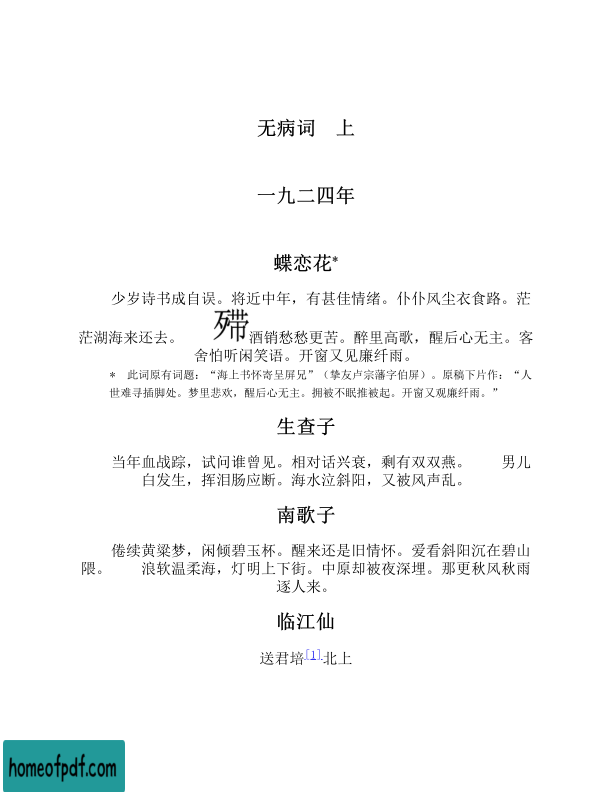 无病词 上
一九二四年
蝶恋花*
少岁诗书成自误。将近中年，有甚佳情绪。仆仆风尘衣食路。茫
茫湖海来还去。 殢酒销愁愁更苦。醉里高歌，醒后心无主。客
舍怕听闲笑语。开窗又见廉纤雨。
* 此词原有词题：“海上书怀寄呈屏兄”（挚友卢宗藩字伯屏）。原稿下片作：“人
世难寻插脚处。梦里悲欢，醒后心无主。拥被不眠推被起。开窗又观廉纤雨。”
生查子
当年血战踪，试问谁曾见。相对话兴衰，剩有双双燕。 男儿
白发生，挥泪肠应断。海水泣斜阳，又被风声乱。
南歌子
倦续黄粱梦，闲倾碧玉杯。醒来还是旧情怀。爱看斜阳沉在碧山
隈。 浪软温柔海，灯明上下街。中原却被夜深埋。那更秋风秋雨
逐人来。
临江仙
送君培[1]北上
homeofpdf.com